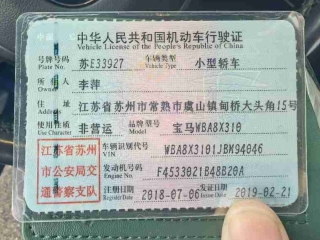 中华人民共和国机动车行驶证
Vehicle License of the People's Republic of China
号牌号码 苏E33927 车辆类型 小型轿车
Plate No. Vehicle Type
所有人 李萍
Owner
住址 江苏省苏州市常熟市虞山镇甸桥大头角15号
Address
使用性质 非营运 品牌型号 宝马WBA8X310
Use Character Model
江苏省苏州市公安局交通警察支队
车辆识别代号 WBA8X3101JBK94046
VIN
发动机号码 F4533021B48B20A
Engine No.
注册日期 2018-07-06 发证日期 2019-02-21
Register Date Issue Date